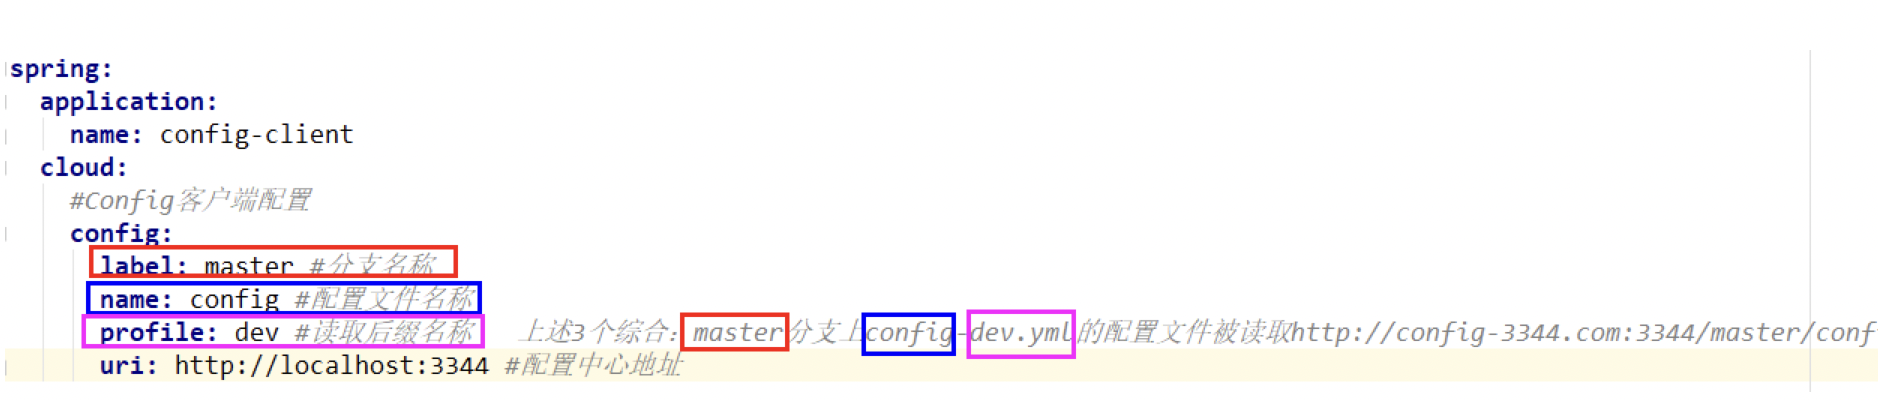 spring:
application:
name: config-client
cloud:
#Config客户端配置
config:
label: master #分支名称
name: config #配置文件名称
profile: dev #读取后缀名称 上述3个综合：master分支上config-dev.yml的配置文件被读取http://config-3344.com:3344/master/conf
uri: http://localhost:3344 #配置中心地址